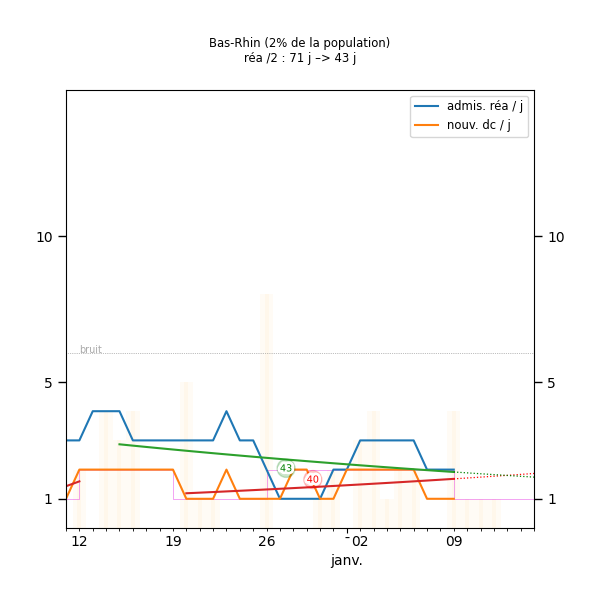 Bas-Rhin (2% de la population)
réa /2 : 71 j –> 43 j
admis. réa / j
nouv. dc / j
10 10
bruit
5 5
43
40
1 1
12 19 26 02 09
janv.